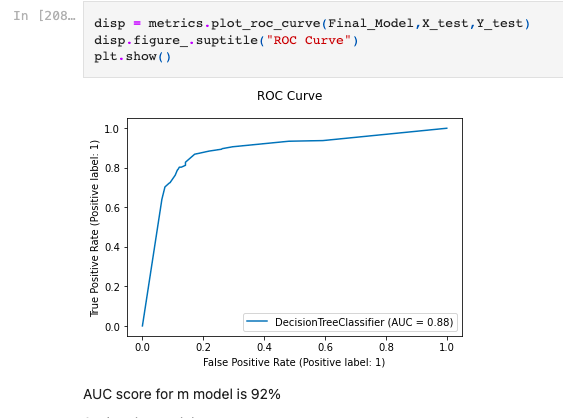 In [208…
disp = metrics.plot_roc_curve(Final_Model,X_test,Y_test)
disp.figure_.suptitle("ROC Curve")
plt.show()
ROC Curve
1.0
0.8
0.6
0.4
0.2
0.0
True Positive Rate (Positive label: 1)
DecisionTreeClassifier (AUC = 0.88)
0.0 0.2 0.4 0.6 0.8 1.0
False Positive Rate (Positive label: 1)
AUC score for m model is 92%